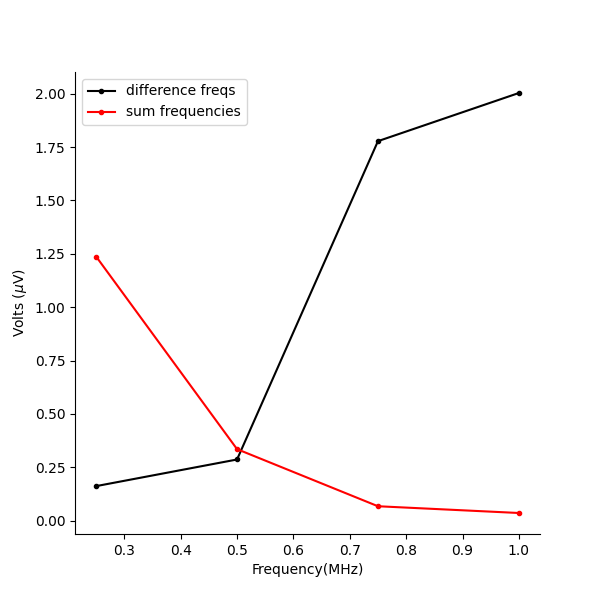 difference freqs
sum frequencies
2.00
1.75
1.50
1.25
1.00
0.75
0.50
0.25
0.00
Volts (μV)
0.3 0.4 0.5 0.6 0.7 0.8 0.9 1.0
Frequency(MHz)